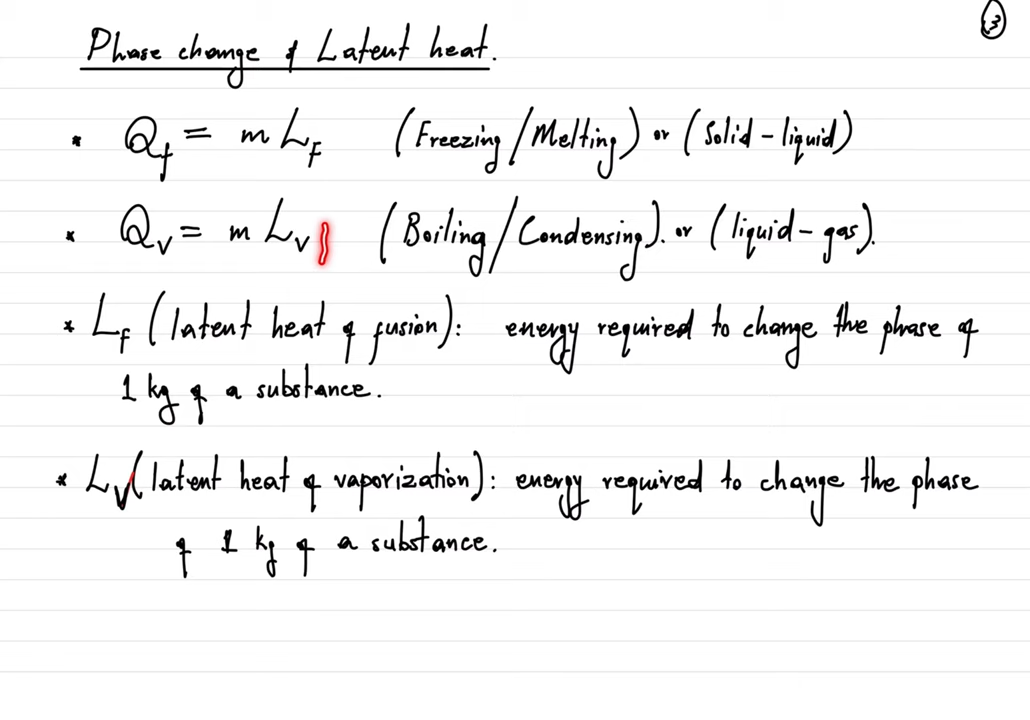 3
Phase change & Latent heat.
* Qf = m Lf (Freezing/Melting) or (Solid-liquid)
* Qv = m Lv (Boiling/Condensing). or (liquid-gas).
* Lf (latent heat of fusion): energy required to change the phase of
1 kg of a substance.
* Lv (latent heat of vaporization): energy required to change the phase
of 1 kg of a substance.